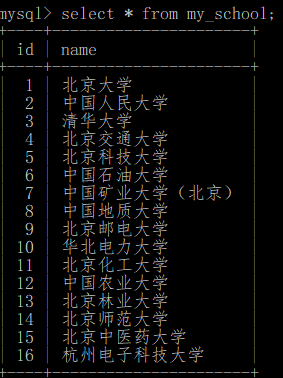 mysql> select * from my_school;
+----+----------------------+
| id | name |
+----+----------------------+
| 1 | 北京大学
| 2 | 中国人民大学
| 3 | 清华大学
| 4 | 北京交通大学
| 5 | 北京科技大学
| 6 | 中国石油大学
| 7 | 中国矿业大学（北京）
| 8 | 中国地质大学
| 9 | 北京邮电大学
| 10 | 华北电力大学
| 11 | 北京化工大学
| 12 | 中国农业大学
| 13 | 北京林业大学
| 14 | 北京师范大学
| 15 | 北京中医药大学
| 16 | 杭州电子科技大学
+----+----------------------+